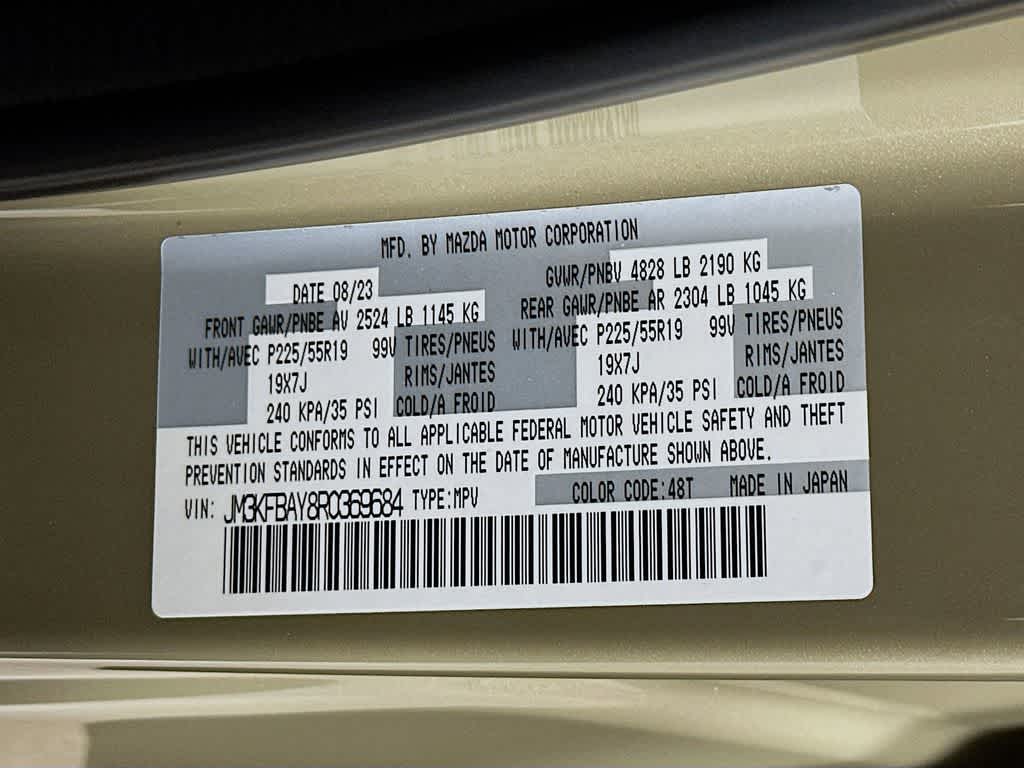 MFD. BY MAZDA MOTOR CORPORATION
DATE 08/23 GVWR/PNBV 4828 LB 2190 KG
FRONT GAWR/PNBE AV 2524 LB 1145 KG REAR GAWR/PNBE AR 2304 LB 1045 KG
WITH/AVEC P225/55R19 99V TIRES/PNEUS WITH/AVEC P225/55R19 99V TIRES/PNEUS
19X7J RIMS/JANTES 19X7J RIMS/JANTES
240 KPA/35 PSI COLD/A FROID 240 KPA/35 PSI COLD/A FROID
THIS VEHICLE CONFORMS TO ALL APPLICABLE FEDERAL MOTOR VEHICLE SAFETY AND THEFT
PREVENTION STANDARDS IN EFFECT ON THE DATE OF MANUFACTURE SHOWN ABOVE.
VIN: JM3KFBAY8R0369684 TYPE:MPV COLOR CODE:48T MADE IN JAPAN